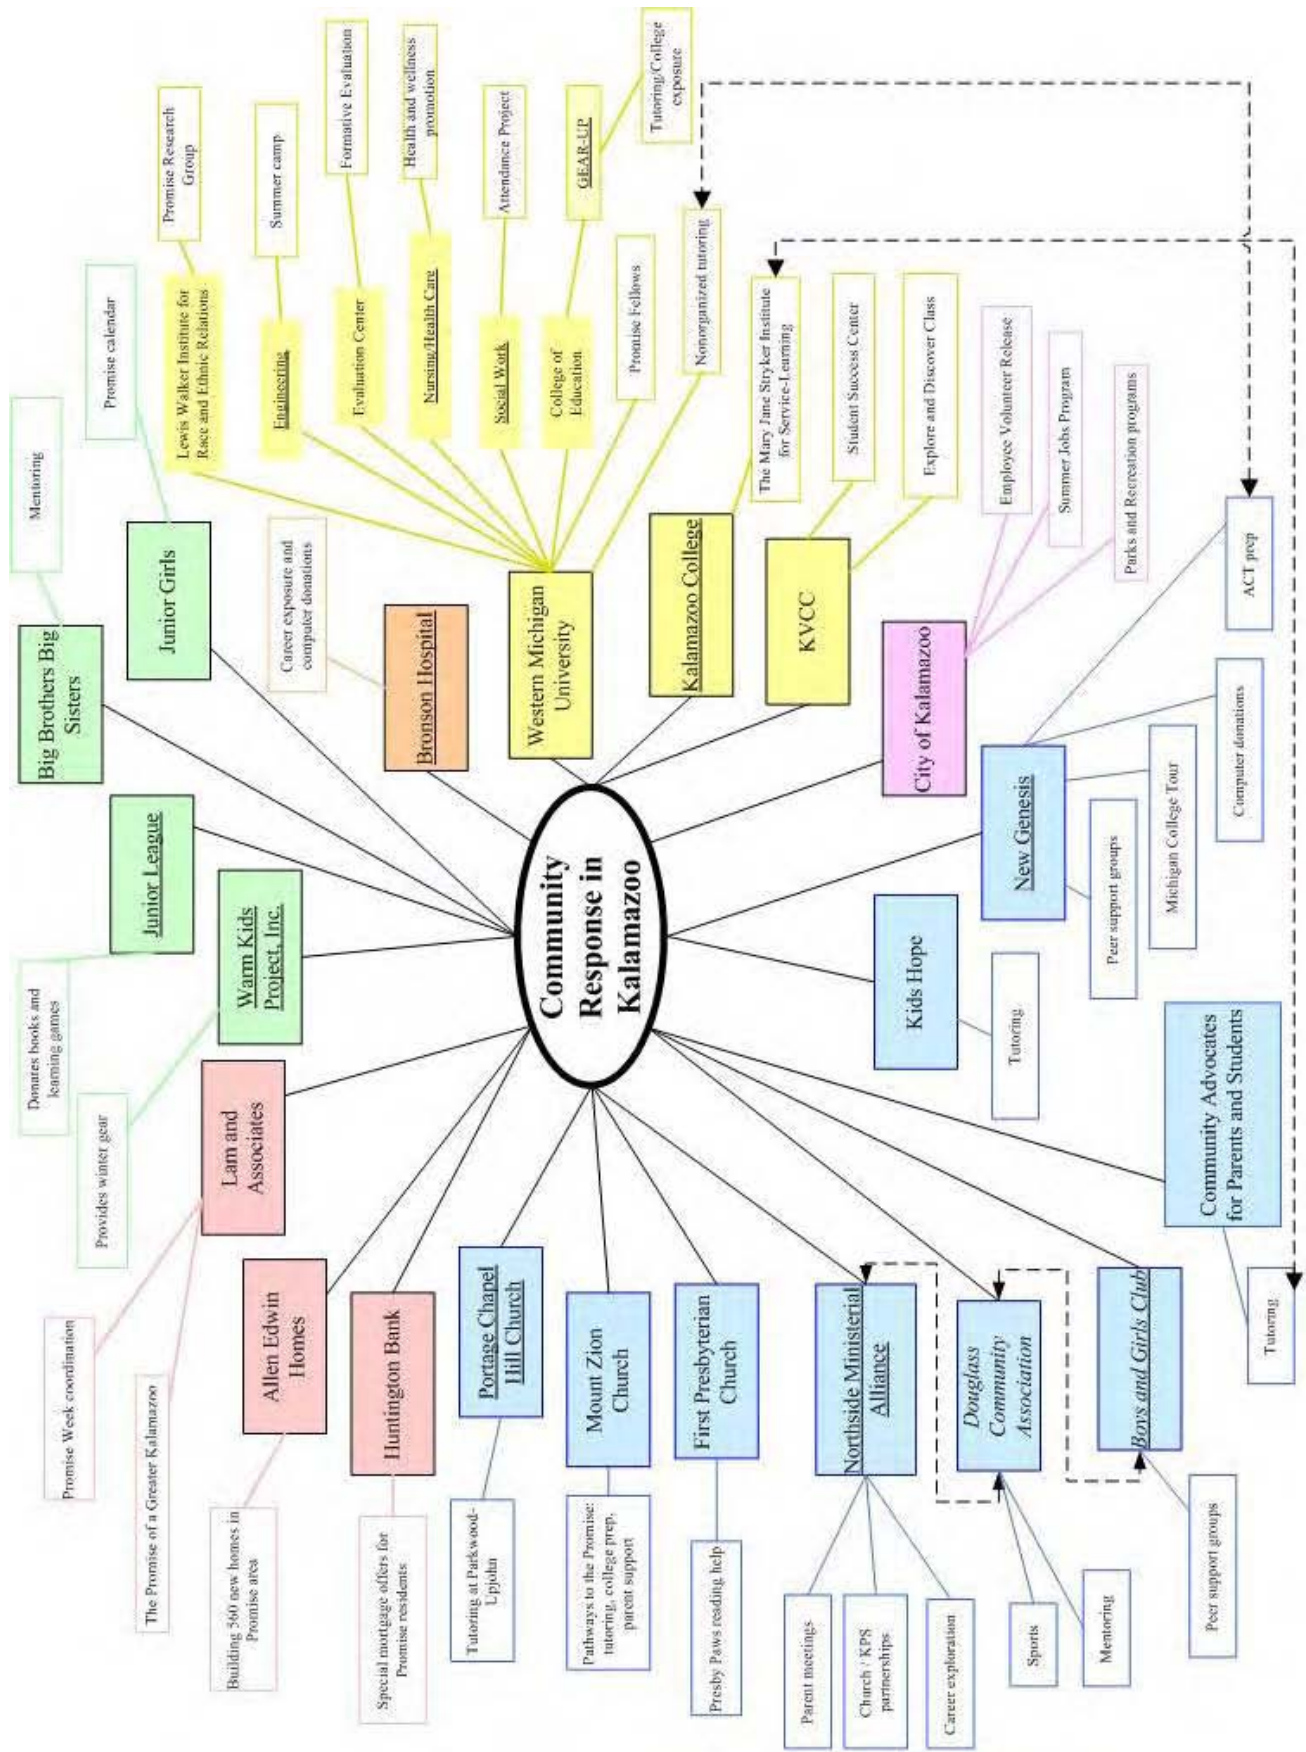 Community
Response in
Kalamazoo
Big Brothers Big
Sisters
Mentoring
Junior Girls
Promise calendar
Junior League
Donates books and
learning games
Warm Kids
Project, Inc.
Provides winter gear
Lam and
Associates
Promise Week coordination
The Promise of a Greater Kalamazoo
Allen Edwin
Homes
Building 560 new homes in
Promise area
Huntington Bank
Special mortgage offers for
Promise residents
Portage Chapel
Hill Church
Tutoring at Parkwood-
Upjohn
Mount Zion
Church
Pathways to the Promise:
tutoring, college prep,
parent support
First Presbyterian
Church
Presby Paws reading help
Northside Ministerial
Alliance
Parent meetings
Church / KPS
partnerships
Career exploration
Douglass
Community
Association
Sports
Mentoring
Boys and Girls Club
Peer support groups
Community Advocates
for Parents and Students
Tutoring
Kids Hope
Tutoring
New Genesis
Peer support groups
Michigan College Tour
Computer donations
ACT prep
City of Kalamazoo
Employee Volunteer Release
Summer Jobs Program
Parks and Recreation programs
KVCC
Student Success Center
Explore and Discover Class
Kalamazoo College
The Mary Jane Stryker Institute
for Service-Learning
Western Michigan
University
Lewis Walker Institute for
Race and Ethnic Relations
Promise Research
Group
Engineering
Summer camp
Evaluation Center
Formative Evaluation
Nursing/Health Care
Health and wellness
promotion
Social Work
Attendance Project
College of
Education
GEAR-UP
Tutoring/College
exposure
Promise Fellows
Nonorganized tutoring
Bronson Hospital
Career exposure and
computer donations